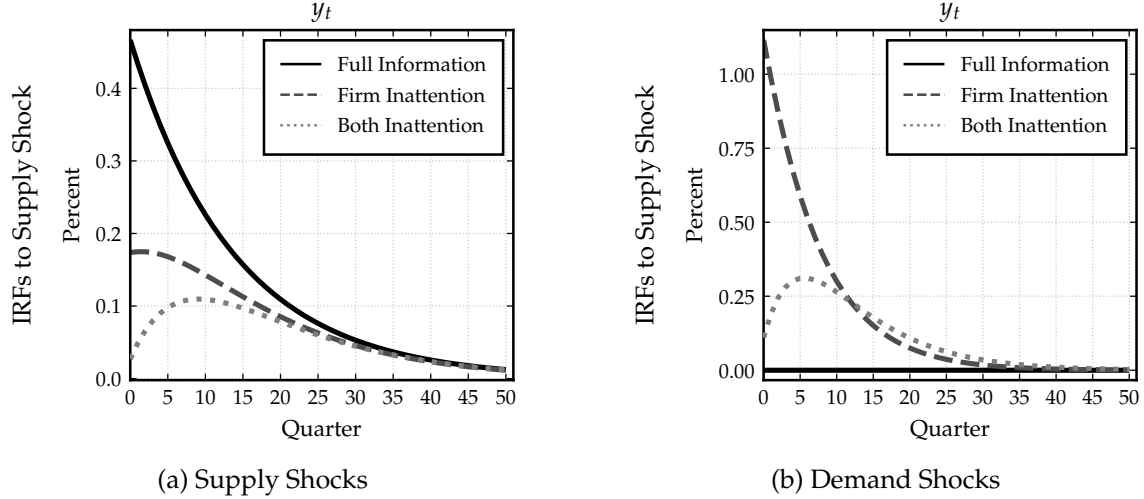 y_t
IRFs to Supply Shock
Percent
0.4
0.3
0.2
0.1
0.0
Full Information
Firm Inattention
Both Inattention
0 5 10 15 20 25 30 35 40 45 50
Quarter
(a) Supply Shocks
y_t
IRFs to Supply Shock
Percent
1.00
0.75
0.50
0.25
0.00
Full Information
Firm Inattention
Both Inattention
0 5 10 15 20 25 30 35 40 45 50
Quarter
(b) Demand Shocks